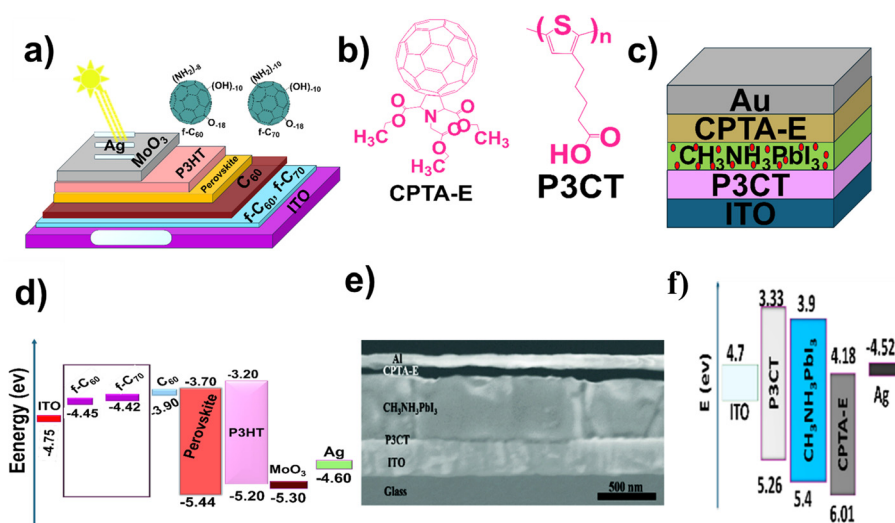 a)
(NH₂)-8
(OH)-10
O-18
f-C₆₀
(NH₂)-10
(OH)-10
O-18
f-C₇₀
Ag
MoO₃
P3HT
Perovskite
C₆₀
f-C₆₀, f-C₇₀
ITO
b)
O
O
O
O
N
O
O
H₃C
CH₃
H₃C
CPTA-E
S
n
O
HO
P3CT
c)
Au
CPTA-E
CH₃NH₃PbI₃
P3CT
ITO
d)
Eenergy (ev)
ITO
-4.75
f-C₆₀
-4.45
f-C₇₀
-4.42
C₆₀
-3.90
-3.70
Perovskite
-5.44
-3.20
P3HT
-5.20
MoO₃
-5.30
Ag
-4.60
e)
Al
CPTA-E
CH₃NH₃PbI₃
P3CT
ITO
Glass
500 nm
f)
E (ev)
4.7
ITO
3.33
P3CT
5.26
3.9
CH₃NH₃PbI₃
5.4
4.18
CPTA-E
6.01
-4.52
Ag